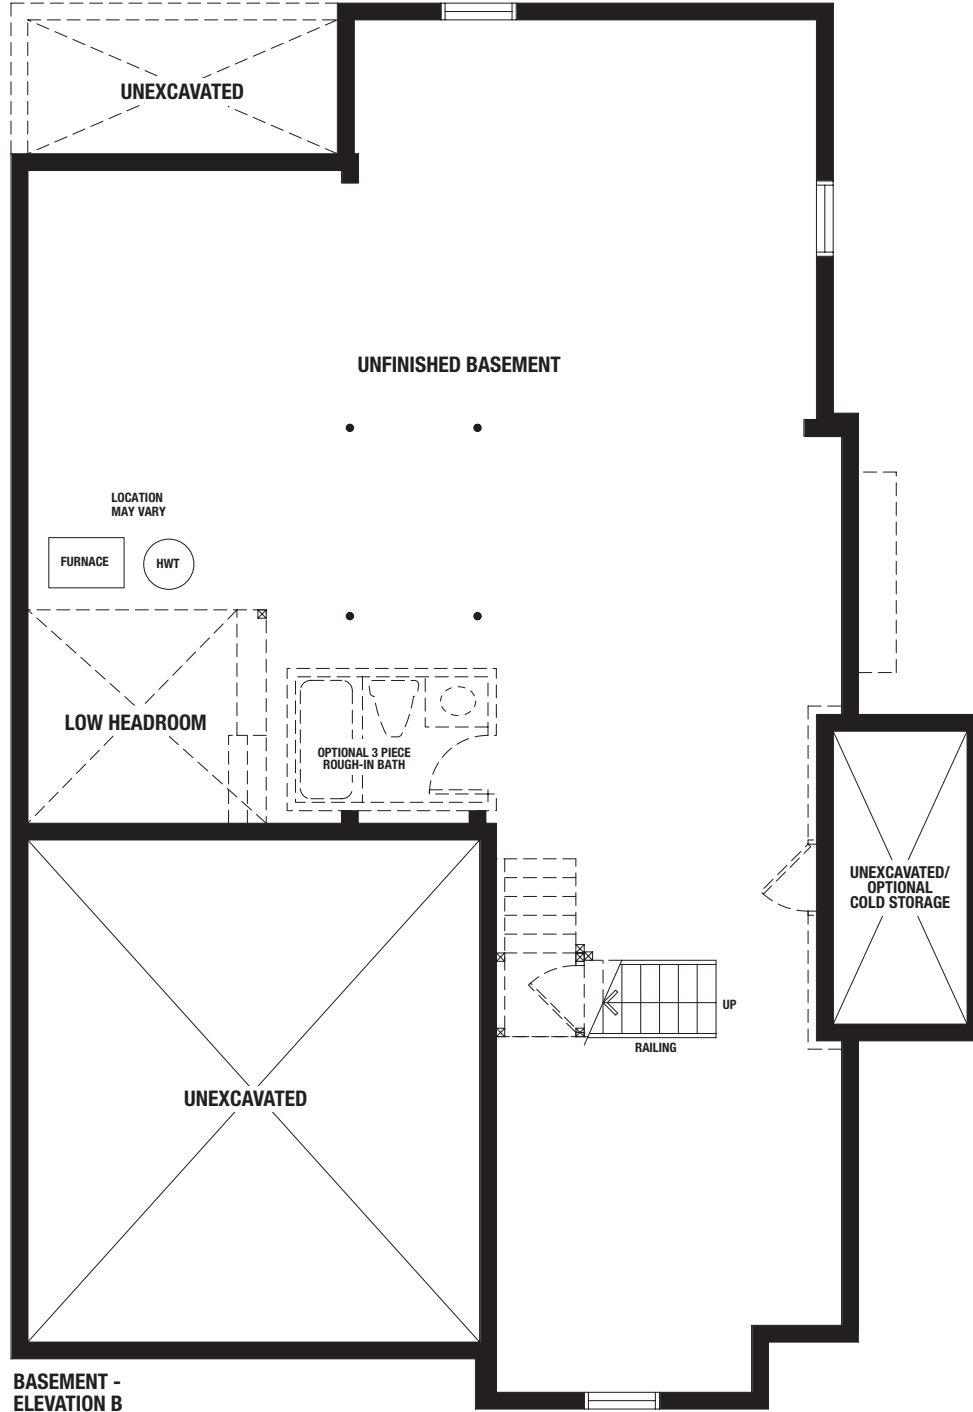 UNEXCAVATED
UNFINISHED BASEMENT
LOCATION
MAY VARY
FURNACE
HWT
LOW HEADROOM
OPTIONAL 3 PIECE
ROUGH-IN BATH
UNEXCAVATED/
OPTIONAL
COLD STORAGE
UP
RAILING
UNEXCAVATED
BASEMENT -
ELEVATION B